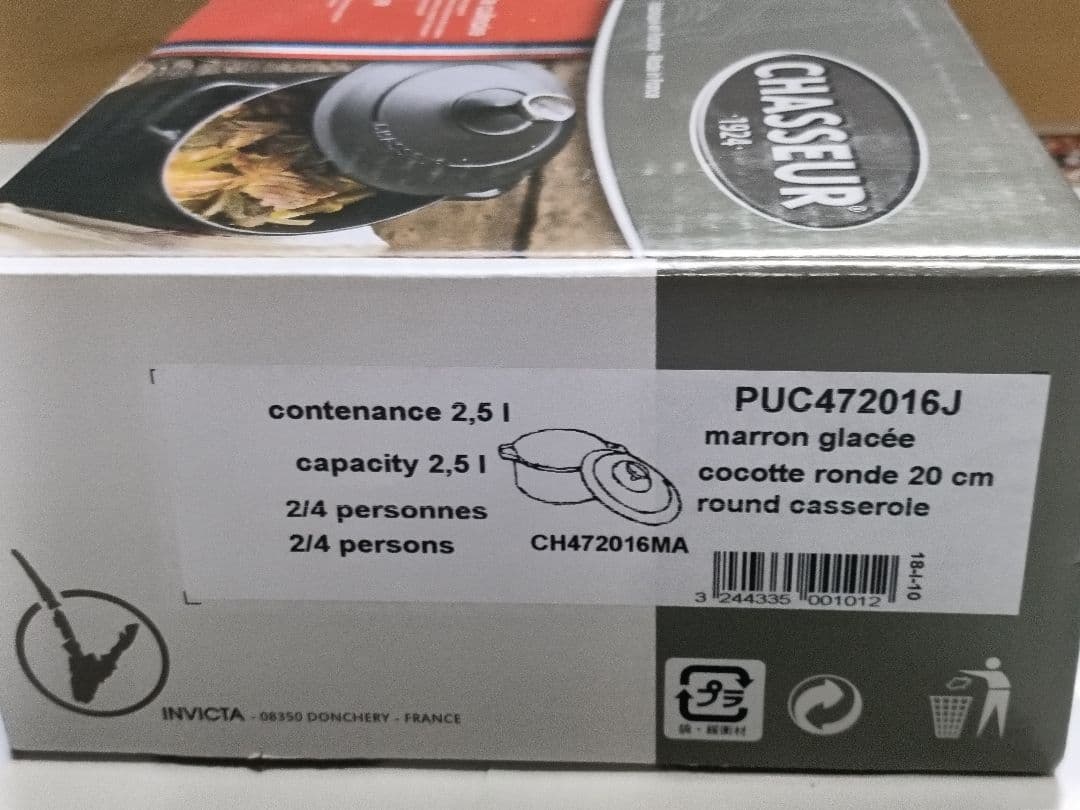 CHASSEUR
1924
contenance 2,5 l
capacity 2,5 l
2/4 personnes
2/4 persons
CH472016MA
PUC472016J
marron glacée
cocotte ronde 20 cm
round casserole
3 244335 001012
18-I-10
INVICTA - 08350 DONCHERY - FRANCE
プラ